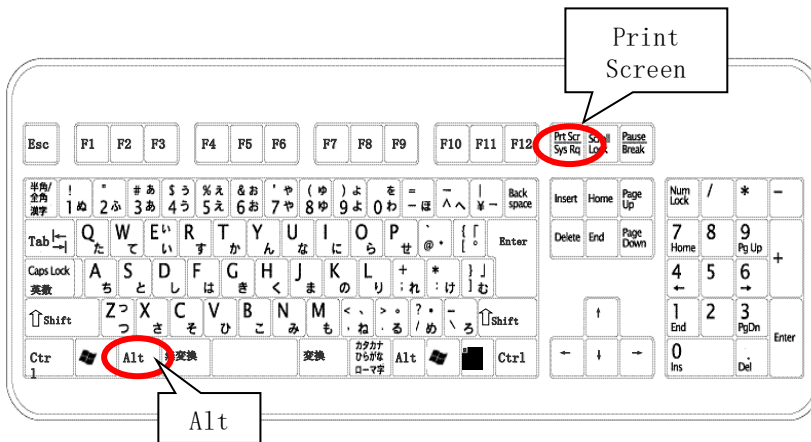 Print
Screen
Esc F1 F2 F3 F4 F5 F6 F7 F8 F9 F10 F11 F12 Prt Scr Sys Rq Scroll Lock Pause Break
半角/ 全角 漢字 ! 1 ぬ " 2 ふ # あ 3 あ $ ぅ 4 う % ぇ 5 え & ぉ 6 お ' ゃ 7 や ( ゅ 8 ゆ ) ょ 9 よ を 0 わ = - ほ ^ へ | ¥ - Back space Insert Home Page Up Num Lock / * -
Tab Q た W て E ぃ い R す T か Y ん U な I に O ら P せ ` @ ゛ { 「 [ ゜ Enter Delete End Page Down 7 Home 8 9 Pg Up +
Caps Lock 英数 A ち S と D し F は G き H く J ま K の L り + ; れ * : け } 」 ] む 4 ← 5 6 →
Shift Z っ つ X さ C そ V ひ B こ N み M も < 、 , ね > 。 . る ? ・ / め \ ろ Shift ↑ 1 End 2 3 PgDn Enter
Ctrl Alt 変換 変換 カタカナ ひらがな ローマ字 Alt Ctrl ← ↓ → 0 Ins . Del
Alt